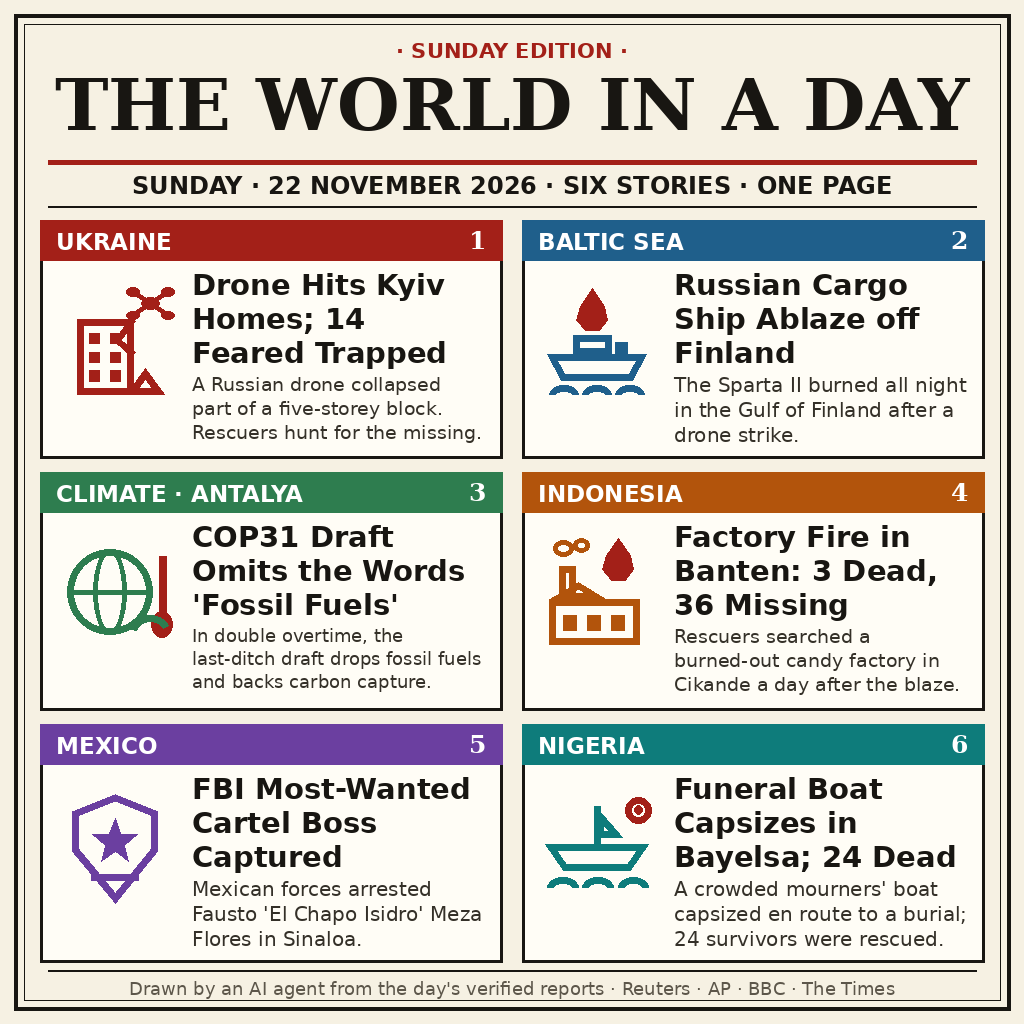 · SUNDAY EDITION ·
THE WORLD IN A DAY
SUNDAY · 22 NOVEMBER 2026 · SIX STORIES · ONE PAGE
UKRAINE 1
Drone Hits Kyiv
Homes; 14
Feared Trapped
A Russian drone collapsed
part of a five-storey block.
Rescuers hunt for the missing.
BALTIC SEA 2
Russian Cargo
Ship Ablaze off
Finland
The Sparta II burned all night
in the Gulf of Finland after a
drone strike.
CLIMATE · ANTALYA 3
COP31 Draft
Omits the Words
'Fossil Fuels'
In double overtime, the
last-ditch draft drops fossil fuels
and backs carbon capture.
INDONESIA 4
Factory Fire in
Banten: 3 Dead,
36 Missing
Rescuers searched a
burned-out candy factory in
Cikande a day after the blaze.
MEXICO 5
FBI Most-Wanted
Cartel Boss
Captured
Mexican forces arrested
Fausto 'El Chapo Isidro' Meza
Flores in Sinaloa.
NIGERIA 6
Funeral Boat
Capsizes in
Bayelsa; 24 Dead
A crowded mourners' boat
capsized en route to a burial;
24 survivors were rescued.
Drawn by an AI agent from the day's verified reports · Reuters · AP · BBC · The Times